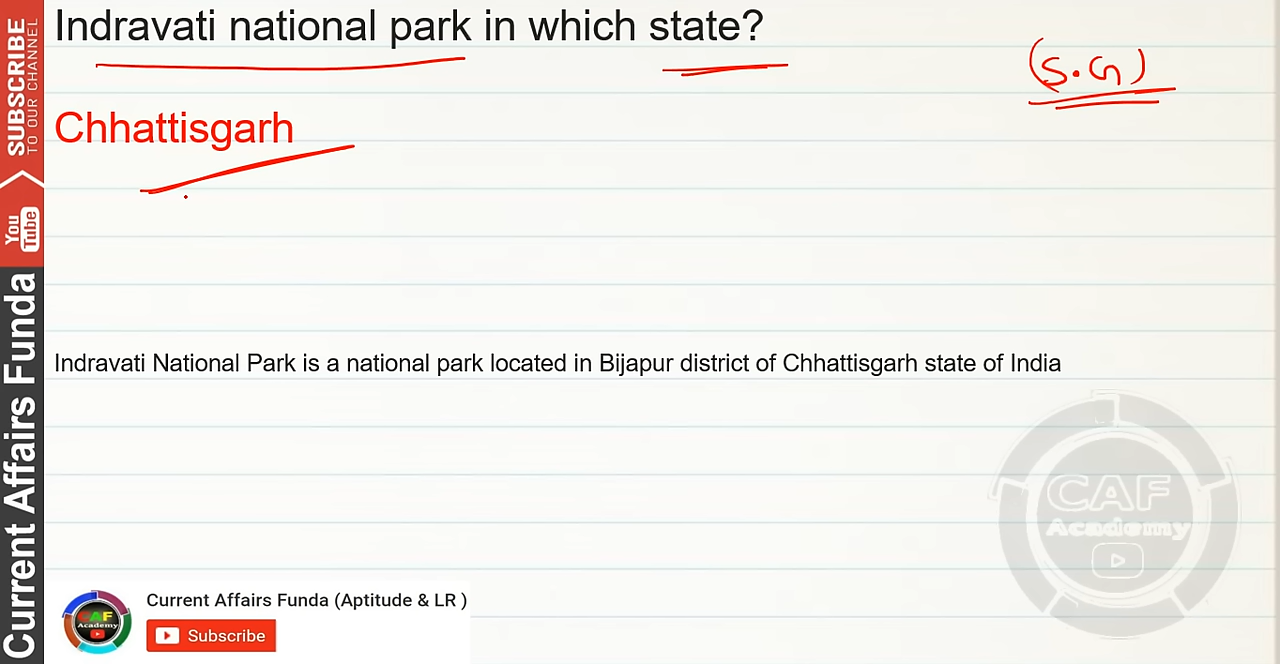 Indravati national park in which state?
(S.G)
Chhattisgarh
Indravati National Park is a national park located in Bijapur district of Chhattisgarh state of India
SUBSCRIBE
TO OUR CHANNEL
You
Tube
Current Affairs Funda
CAF
Academy
CAF
Academy
Current Affairs Funda (Aptitude & LR )
Subscribe